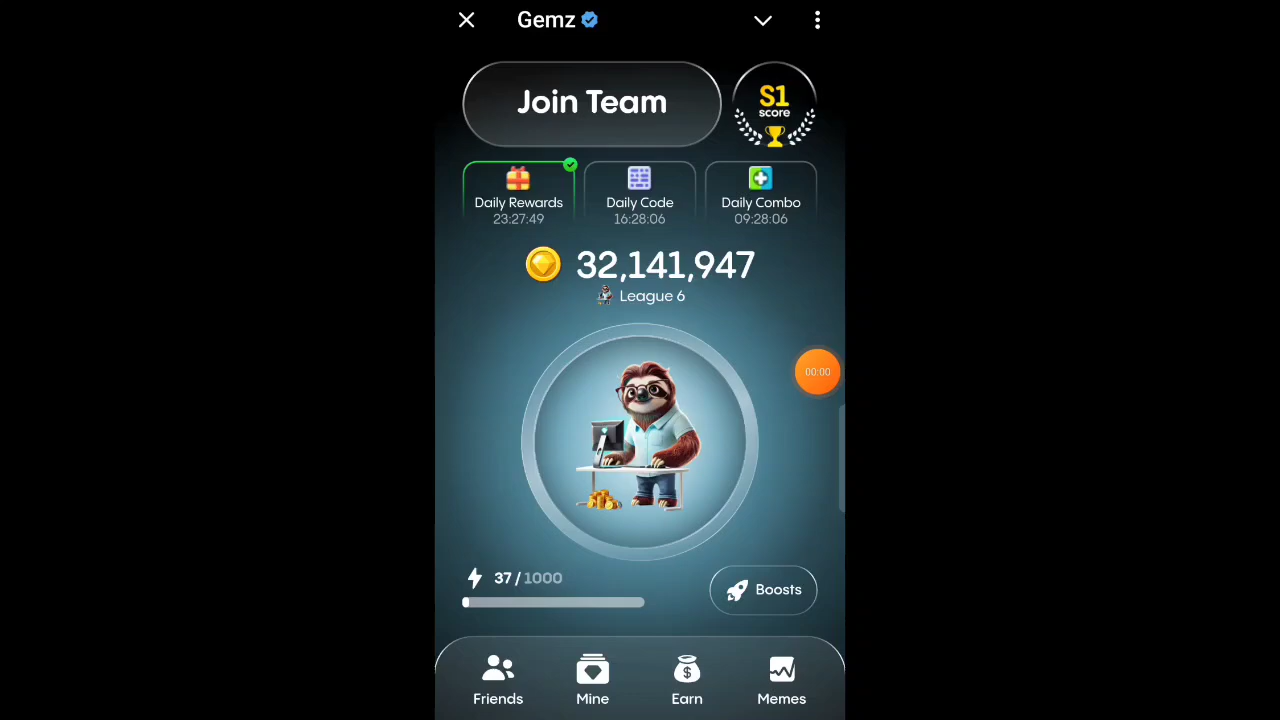 Gemz
Join Team
S1
score
Daily Rewards
23:27:49
Daily Code
16:28:06
Daily Combo
09:28:06
32,141,947
League 6
00:00
37 / 1000
Boosts
Friends
Mine
Earn
Memes